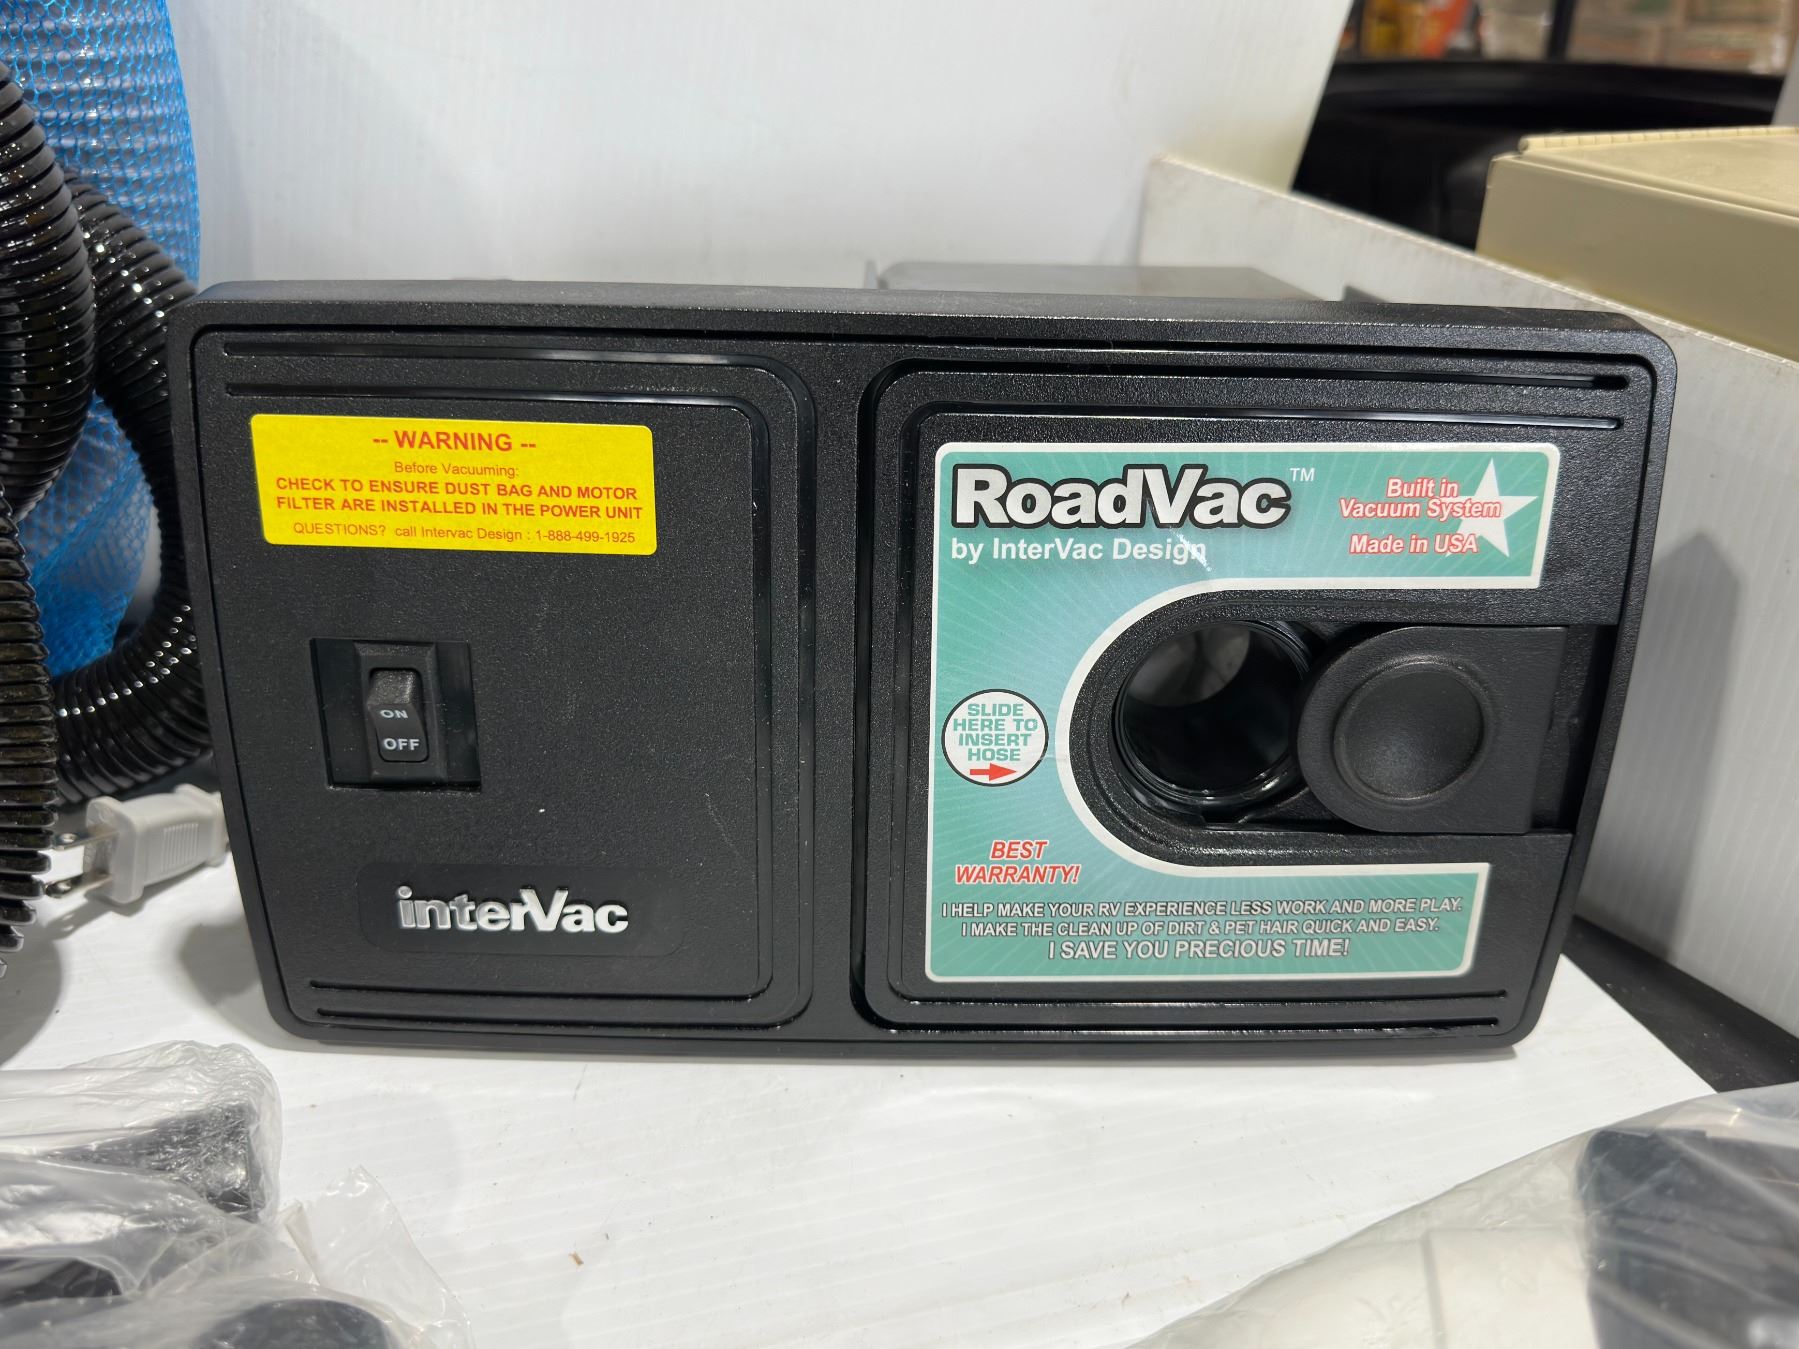 -- WARNING --
Before Vacuuming:
CHECK TO ENSURE DUST BAG AND MOTOR
FILTER ARE INSTALLED IN THE POWER UNIT
QUESTIONS? call Intervac Design : 1-888-499-1925
ON
OFF
interVac
RoadVac™
by InterVac Design
Built in
Vacuum System
Made in USA
SLIDE
HERE TO
INSERT
HOSE
BEST
WARRANTY!
I HELP MAKE YOUR RV EXPERIENCE LESS WORK AND MORE PLAY.
I MAKE THE CLEAN UP OF DIRT & PET HAIR QUICK AND EASY.
I SAVE YOU PRECIOUS TIME!